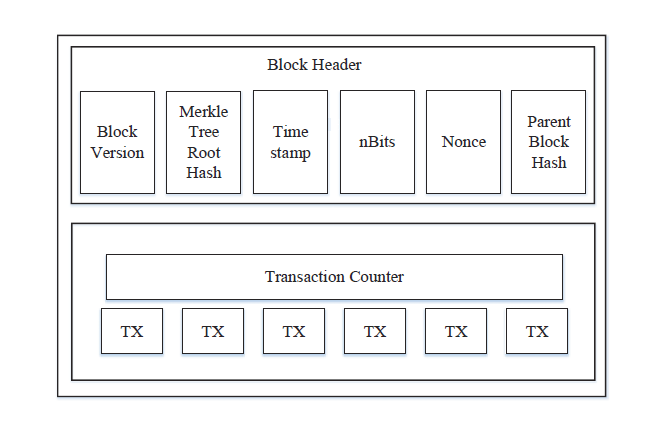 Block Header
Block
Version
Merkle
Tree
Root
Hash
Time
stamp
nBits
Nonce
Parent
Block
Hash
Transaction Counter
TX
TX
TX
TX
TX
TX